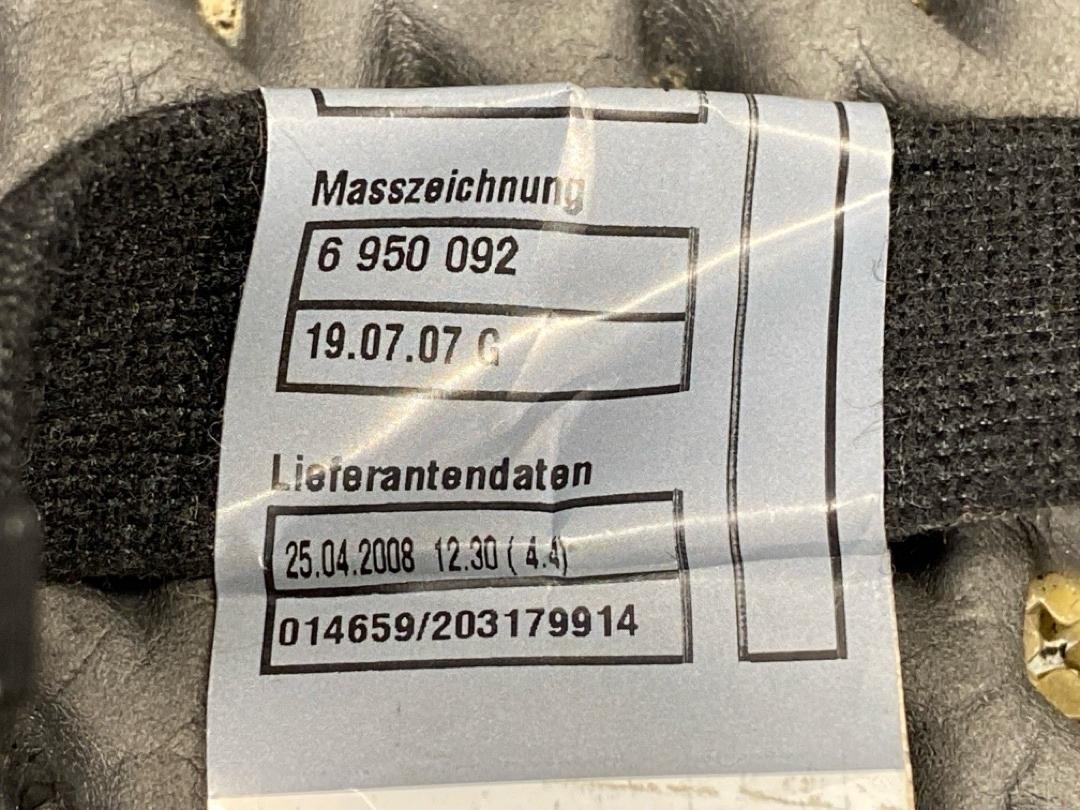 Masszeichnung
6 950 092
19.07.07 G
Lieferantendaten
25.04.2008 12.30 ( 4.4)
014659/203179914